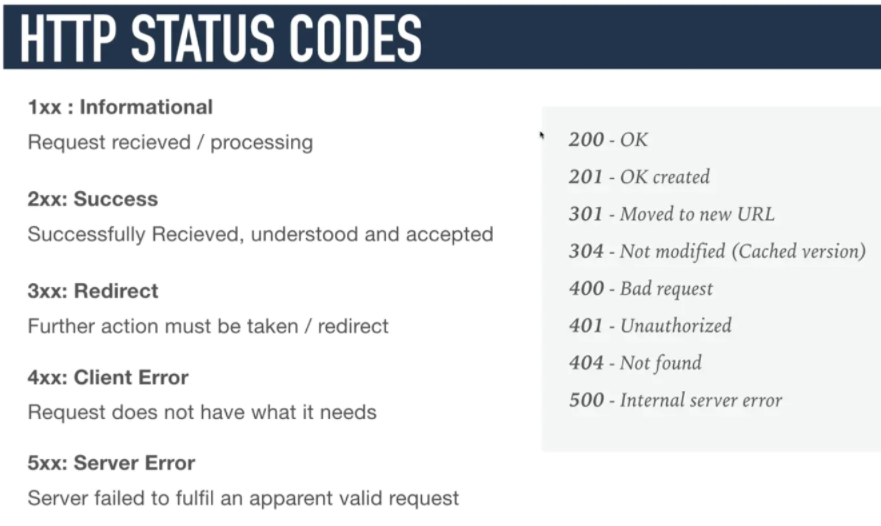 HTTP STATUS CODES
1xx : Informational
Request recieved / processing
2xx: Success
Successfully Recieved, understood and accepted
3xx: Redirect
Further action must be taken / redirect
4xx: Client Error
Request does not have what it needs
5xx: Server Error
Server failed to fulfil an apparent valid request
200 - OK
201 - OK created
301 - Moved to new URL
304 - Not modified (Cached version)
400 - Bad request
401 - Unauthorized
404 - Not found
500 - Internal server error